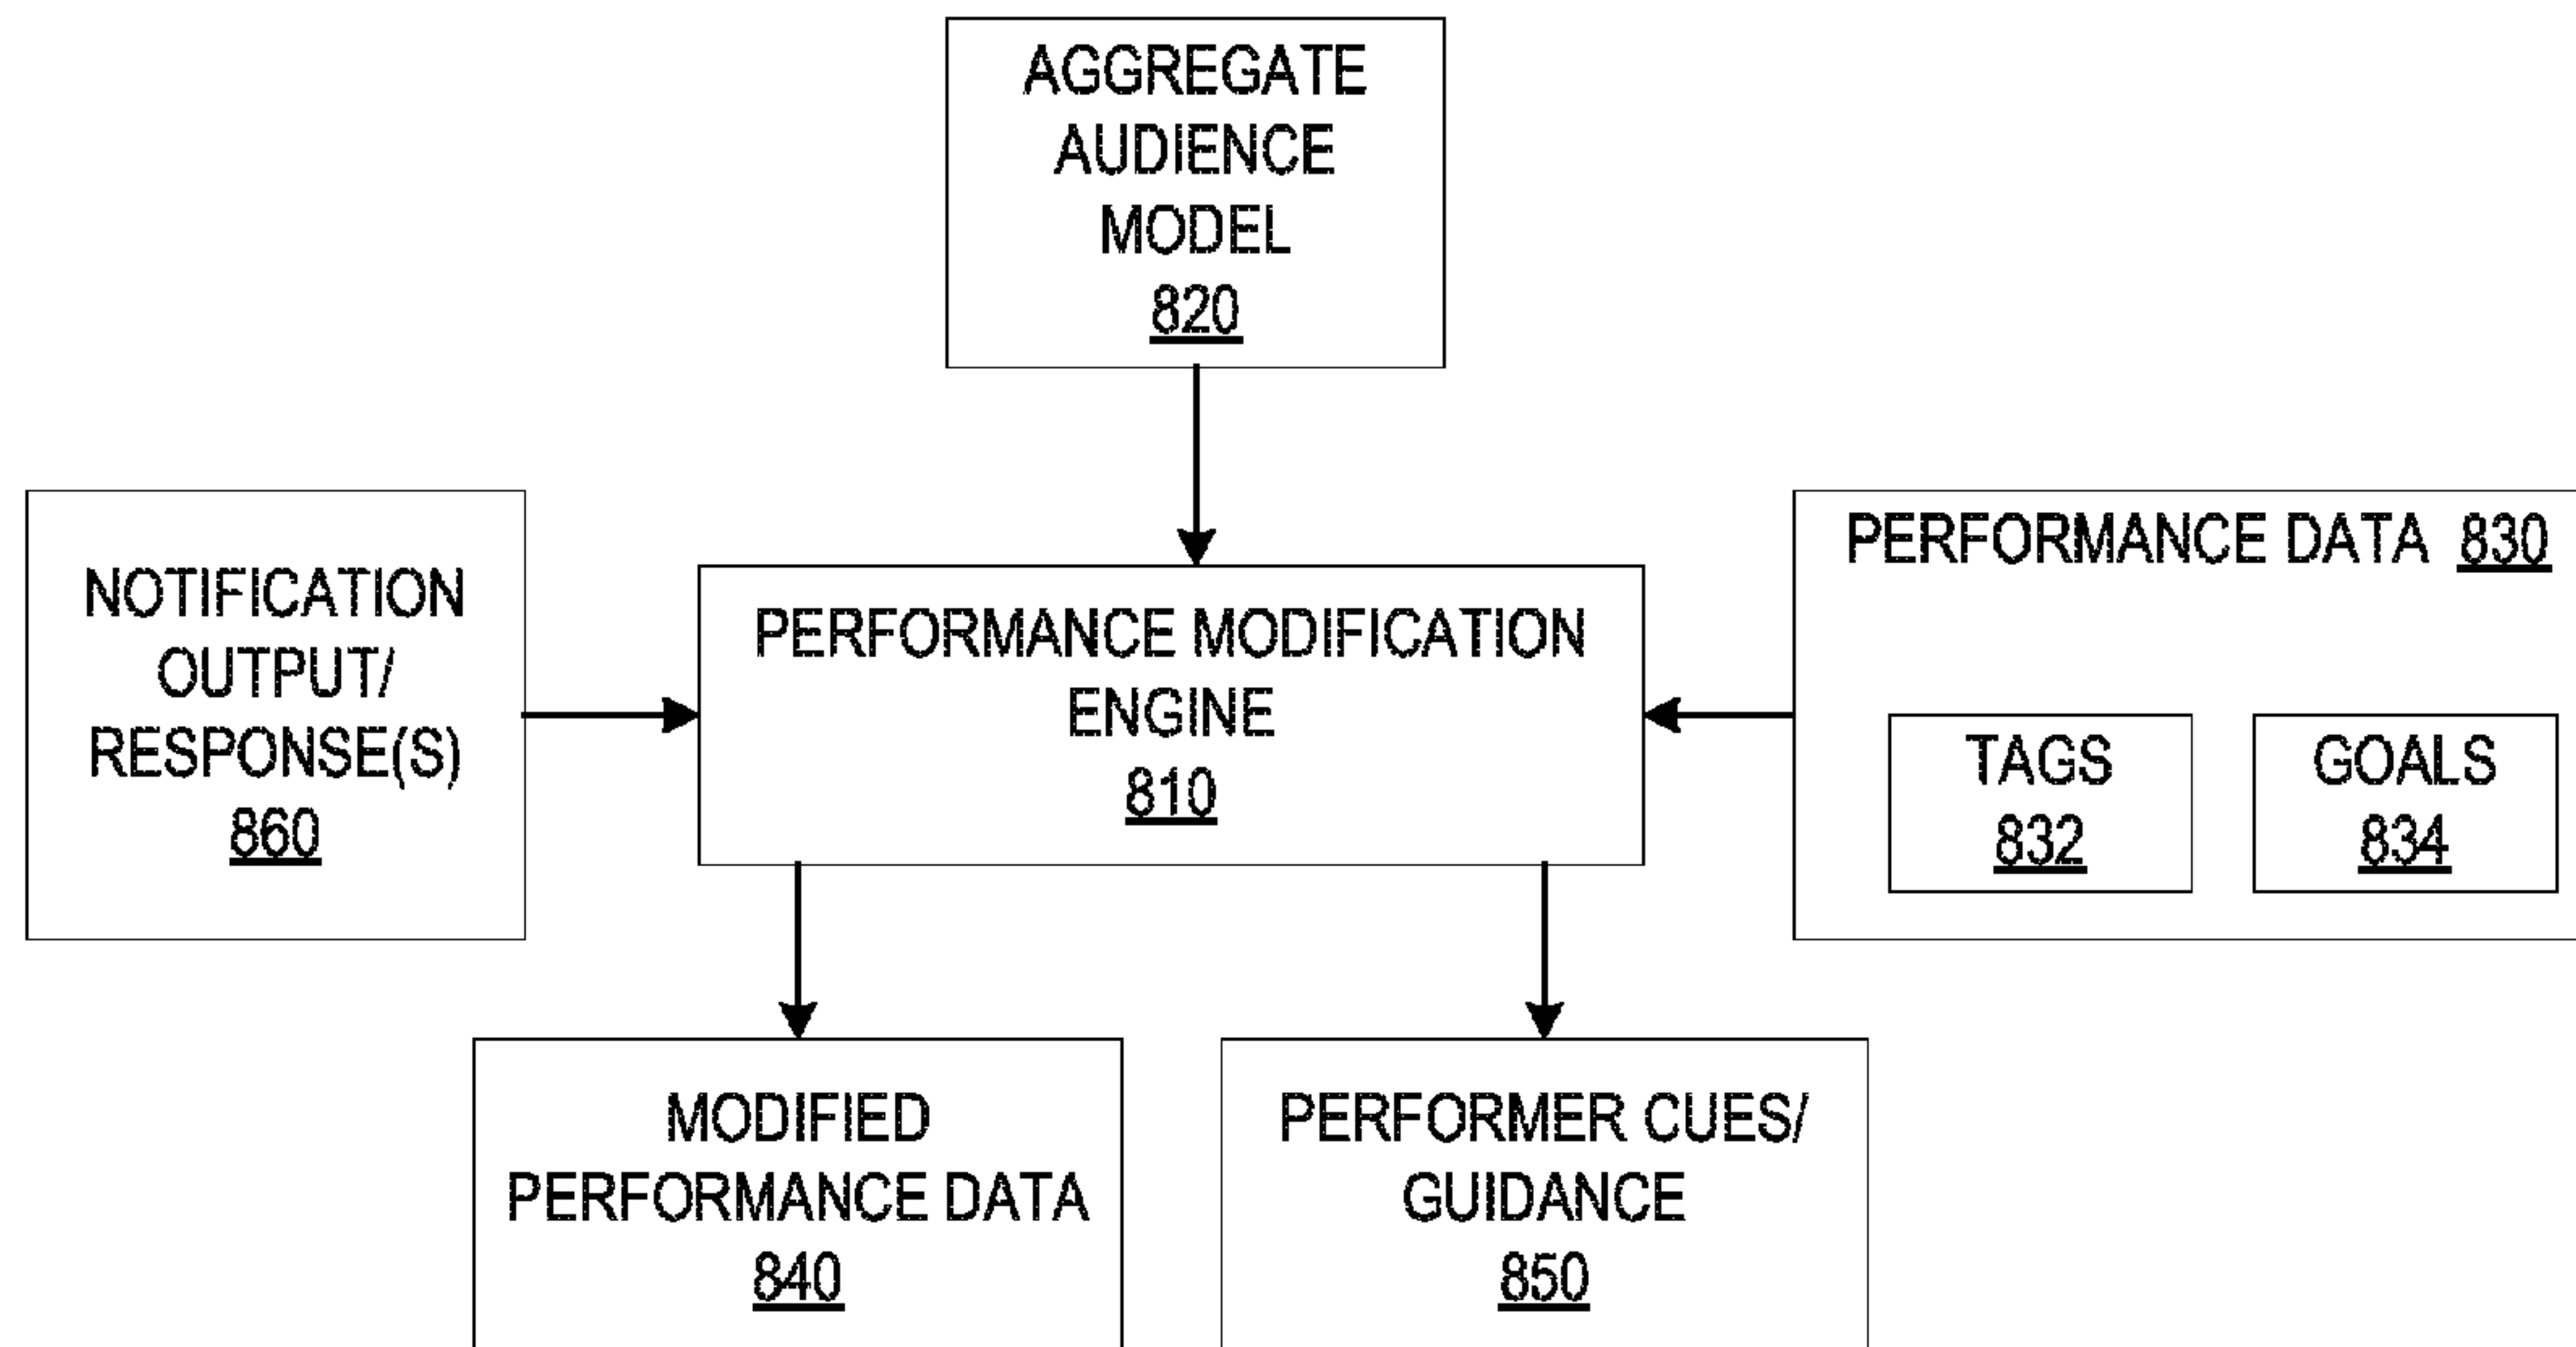 AGGREGATE
AUDIENCE
MODEL
820
NOTIFICATION
OUTPUT/
RESPONSE(S)
860
PERFORMANCE MODIFICATION
ENGINE
810
PERFORMANCE DATA 830
TAGS
832
GOALS
834
MODIFIED
PERFORMANCE DATA
840
PERFORMER CUES/
GUIDANCE
850